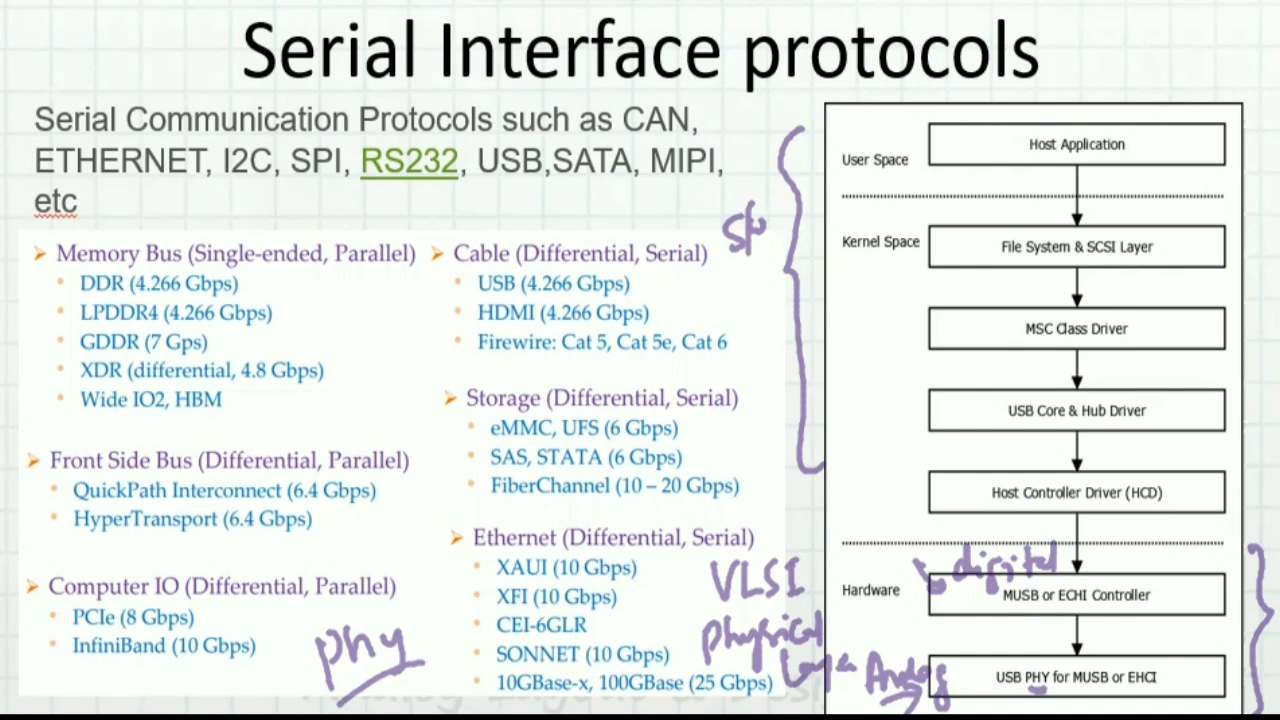 Serial Interface protocols
Serial Communication Protocols such as CAN,
ETHERNET, I2C, SPI, RS232, USB,SATA, MIPI,
etc
Memory Bus (Single-ended, Parallel)
DDR (4.266 Gbps)
LPDDR4 (4.266 Gbps)
GDDR (7 Gps)
XDR (differential, 4.8 Gbps)
Wide IO2, HBM
Front Side Bus (Differential, Parallel)
QuickPath Interconnect (6.4 Gbps)
HyperTransport (6.4 Gbps)
Computer IO (Differential, Parallel)
PCIe (8 Gbps)
InfiniBand (10 Gbps)
phy
Cable (Differential, Serial)
USB (4.266 Gbps)
HDMI (4.266 Gbps)
Firewire: Cat 5, Cat 5e, Cat 6
Storage (Differential, Serial)
eMMC, UFS (6 Gbps)
SAS, STATA (6 Gbps)
FiberChannel (10 – 20 Gbps)
Ethernet (Differential, Serial)
XAUI (10 Gbps)
XFI (10 Gbps)
CEI-6GLR
SONNET (10 Gbps)
10GBase-x, 100GBase (25 Gbps)
VLSI
physical
Layer Analog
User Space
Host Application
Kernel Space
File System & SCSI Layer
MSC Class Driver
USB Core & Hub Driver
Host Controller Driver (HCD)
digital
Hardware
MUSB or ECHI Controller
USB PHY for MUSB or EHCI